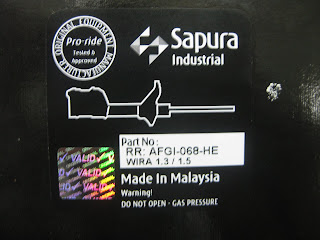 ORIGINAL EQUIPMENT MANUFACTURER
Pro-ride
Tested &
Approved
Sapura
Industrial
Part No :
RR: AFGI-068-HE
WIRA 1.3 / 1.5
VALID
VALID
VALID
Made In Malaysia
Warning!
DO NOT OPEN - GAS PRESSURE